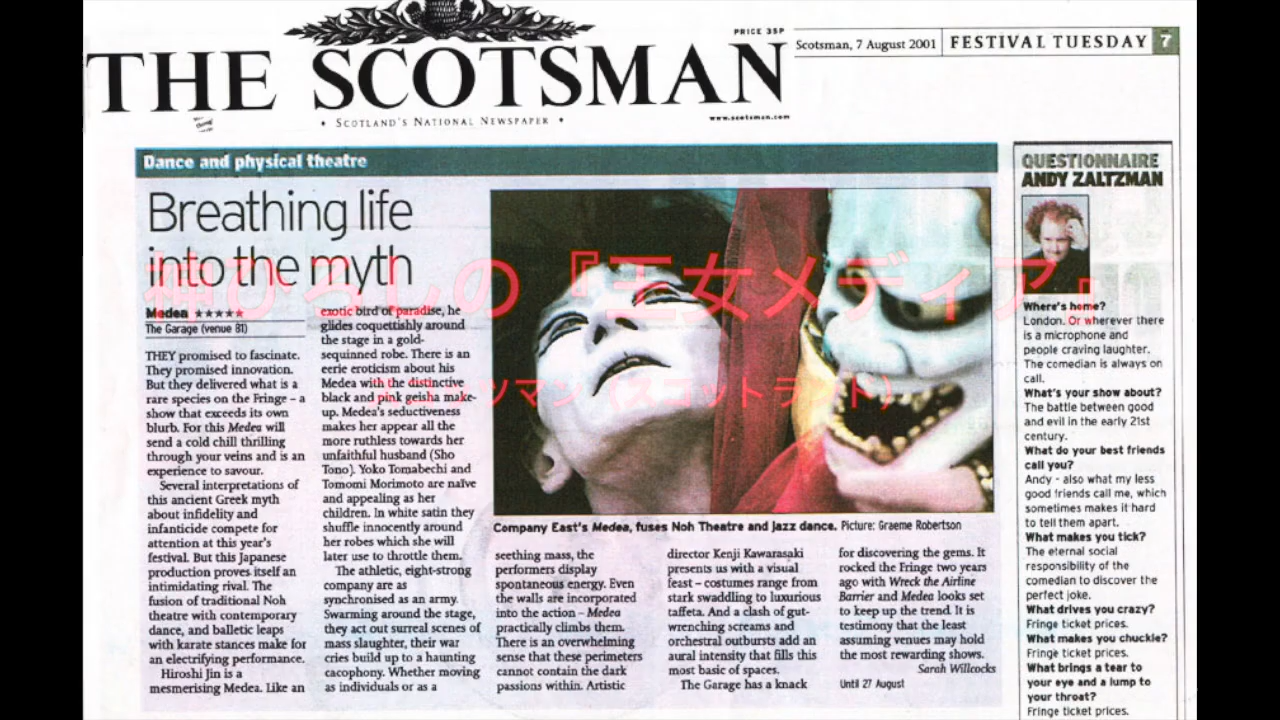 PRICE 35P
THE SCOTSMAN
• SCOTLAND'S NATIONAL NEWSPAPER •
www.scotsman.com
Scotsman, 7 August 2001
FESTIVAL TUESDAY
7
Dance and physical theatre
Breathing life
into the myth
Medea ★★★★★
The Garage (venue 81)
THEY promised to fascinate.
They promised innovation.
But they delivered what is a
rare species on the Fringe – a
show that exceeds its own
blurb. For this Medea will
send a cold chill thrilling
through your veins and is an
experience to savour.
Several interpretations of
this ancient Greek myth
about infidelity and
infanticide compete for
attention at this year's
festival. But this Japanese
production proves itself an
intimidating rival. The
fusion of traditional Noh
theatre with contemporary
dance, and balletic leaps
with karate stances make for
an electrifying performance.
Hiroshi Jin is a
mesmerising Medea. Like an
exotic bird of paradise, he
glides coquettishly around
the stage in a gold-
sequinned robe. There is an
eerie eroticism about his
Medea with the distinctive
black and pink geisha make-
up. Medea's seductiveness
makes her appear all the
more ruthless towards her
unfaithful husband (Sho
Tono). Yoko Tomabechi and
Tomomi Morimoto are naïve
and appealing as her
children. In white satin they
shuffle innocently around
her robes which she will
later use to throttle them.
The athletic, eight-strong
company are as
synchronised as an army.
Swarming around the stage,
they act out surreal scenes of
mass slaughter, their war
cries build up to a haunting
cacophony. Whether moving
as individuals or as a
Company East's Medea, fuses Noh Theatre and jazz dance. Picture: Graeme Robertson
seething mass, the
performers display
spontaneous energy. Even
the walls are incorporated
into the action – Medea
practically climbs them.
There is an overwhelming
sense that these perimeters
cannot contain the dark
passions within. Artistic
director Kenji Kawarasaki
presents us with a visual
feast – costumes range from
stark swaddling to luxurious
taffeta. And a clash of gut-
wrenching screams and
orchestral outbursts add an
aural intensity that fills this
most basic of spaces.
The Garage has a knack
for discovering the gems. It
rocked the Fringe two years
ago with Wreck the Airline
Barrier and Medea looks set
to keep up the trend. It is
testimony that the least
assuming venues may hold
the most rewarding shows.
Sarah Willcocks
Until 27 August
QUESTIONNAIRE
ANDY ZALTZMAN
Where's home?
London. Or wherever there
is a microphone and
people craving laughter.
The comedian is always on
call.
What's your show about?
The battle between good
and evil in the early 21st
century.
What do your best friends
call you?
Andy - also what my less
good friends call me, which
sometimes makes it hard
to tell them apart.
What makes you tick?
The eternal social
responsibility of the
comedian to discover the
perfect joke.
What drives you crazy?
Fringe ticket prices.
What makes you chuckle?
Fringe ticket prices.
What brings a tear to
your eye and a lump to
your throat?
Fringe ticket prices.
ひろしの『王女メディア』
ツマン（スコットランド）